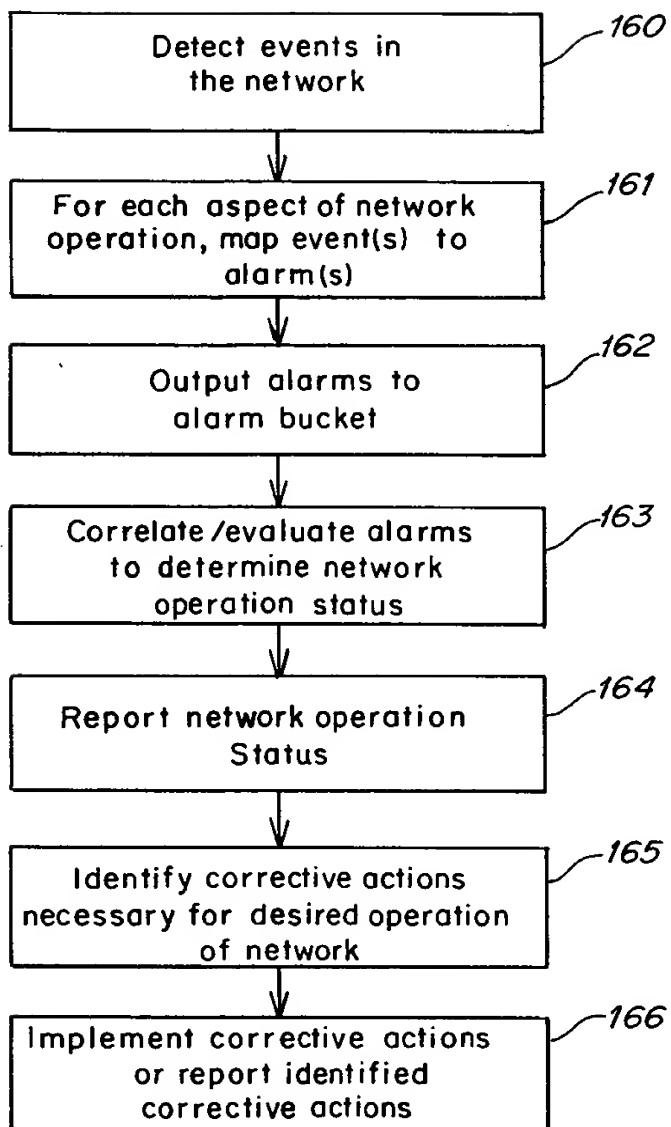 160
Detect events in
the network
161
For each aspect of network
operation, map event(s) to
alarm(s)
162
Output alarms to
alarm bucket
163
Correlate/evaluate alarms
to determine network
operation status
164
Report network operation
Status
165
Identify corrective actions
necessary for desired operation
of network
166
Implement corrective actions
or report identified
corrective actions